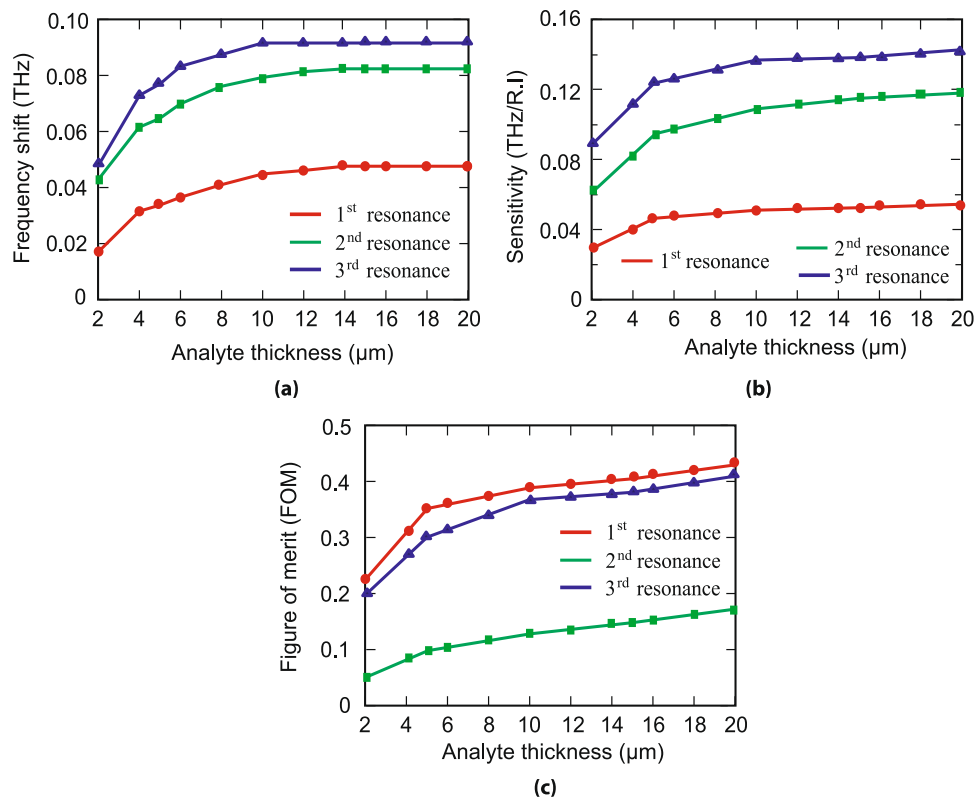 0.10
0.08
0.06
0.04
0.02
0
Frequency shift (THz)
1st resonance
2nd resonance
3rd resonance
2 4 6 8 10 12 14 16 18 20
Analyte thickness (μm)
(a)
0.16
0.12
0.08
0.04
0.00
Sensitivity (THz/R.I)
1st resonance
2nd resonance
3rd resonance
2 4 6 8 10 12 14 16 18 20
Analyte thickness (μm)
(b)
0.5
0.4
0.3
0.2
0.1
0
Figure of merit (FOM)
1st resonance
2nd resonance
3rd resonance
2 4 6 8 10 12 14 16 18 20
Analyte thickness (μm)
(c)